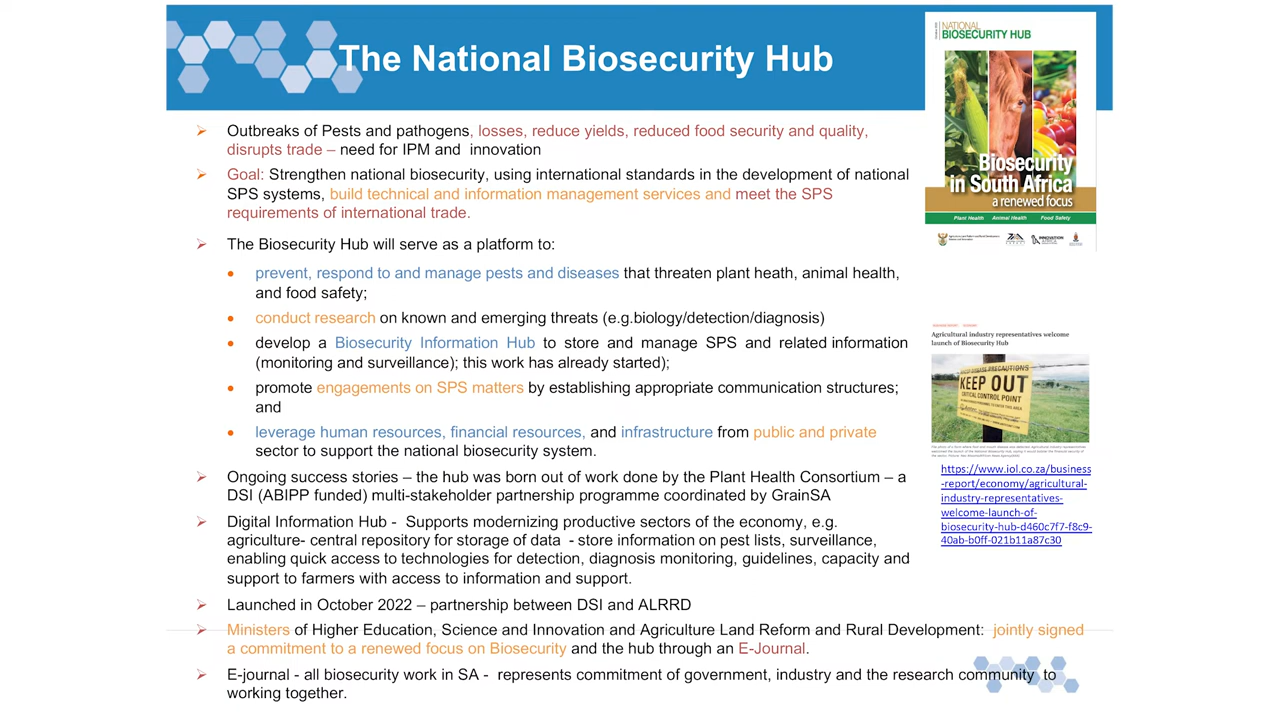 The National Biosecurity Hub
Outbreaks of Pests and pathogens, losses, reduce yields, reduced food security and quality,
disrupts trade – need for IPM and  innovation
Goal: Strengthen national biosecurity, using international standards in the development of national
SPS systems, build technical and information management services and meet the SPS
requirements of international trade.
The Biosecurity Hub will serve as a platform to:
prevent, respond to and manage pests and diseases that threaten plant heath, animal health,
and food safety;
conduct research on known and emerging threats (e.g.biology/detection/diagnosis)
develop a Biosecurity Information Hub to store and manage SPS and related information
(monitoring and surveillance); this work has already started);
promote engagements on SPS matters by establishing appropriate communication structures;
and
leverage human resources, financial resources, and infrastructure from public and private
sector to support the national biosecurity system.
Ongoing success stories – the hub was born out of work done by the Plant Health Consortium – a
DSI (ABIPP funded) multi-stakeholder partnership programme coordinated by GrainSA
Digital Information Hub -  Supports modernizing productive sectors of the economy, e.g.
agriculture- central repository for storage of data  - store information on pest lists, surveillance,
enabling quick access to technologies for detection, diagnosis monitoring, guidelines, capacity and
support to farmers with access to information and support.
Launched in October 2022 – partnership between DSI and ALRRD
Ministers of Higher Education, Science and Innovation and Agriculture Land Reform and Rural Development:  jointly signed
a commitment to a renewed focus on Biosecurity and the hub through an E-Journal.
E-journal - all biosecurity work in SA -  represents commitment of government, industry and the research community  to
working together.
NATIONAL
BIOSECURITY HUB
Biosecurity
in South Africa
a renewed focus
Plant Health Animal Health Food Safety
Agricultural industry representatives welcome
launch of Biosecurity Hub
PRECAUTIONS
KEEP OUT
CRITICAL CONTROL POINT
https://www.iol.co.za/business
-report/economy/agricultural-
industry-representatives-
welcome-launch-of-
biosecurity-hub-d460c7f7-f8c9-
40ab-b0ff-021b11a87c30